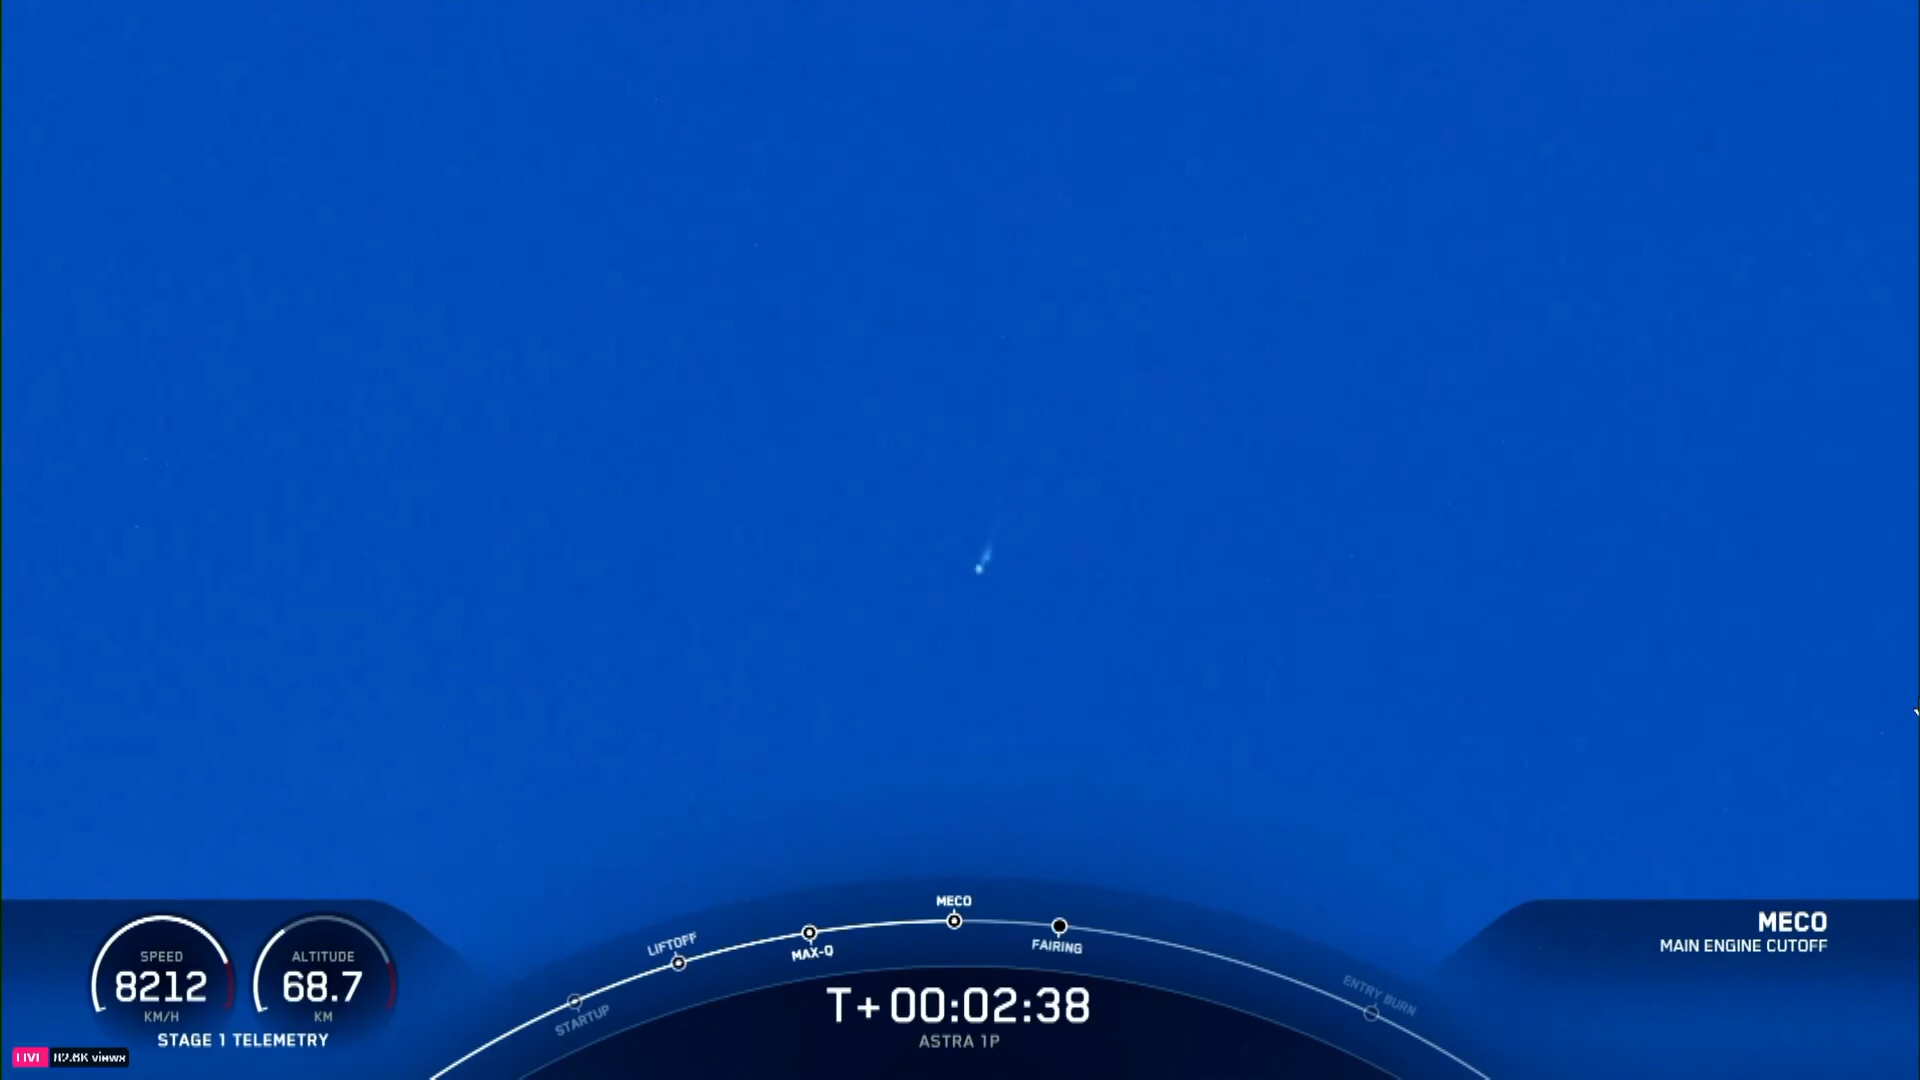 SPEED
8212
KM/H
ALTITUDE
68.7
KM
STAGE 1 TELEMETRY
LIVE
views
STARTUP
LIFTOFF
MAX-Q
MECO
FAIRING
ENTRY BURN
T+00:02:38
ASTRA 1P
MECO
MAIN ENGINE CUTOFF